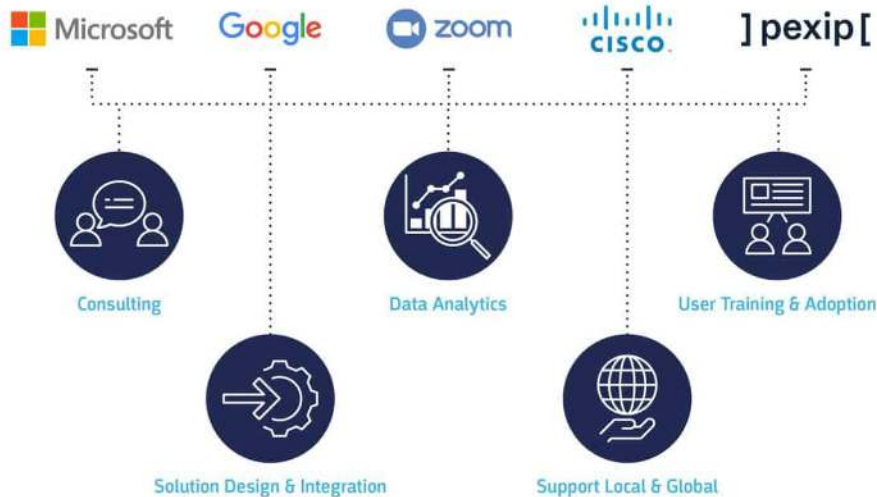 Microsoft
Google
zoom
CISCO
]pexip[
Consulting
Data Analytics
User Training & Adoption
Solution Design & Integration
Support Local & Global